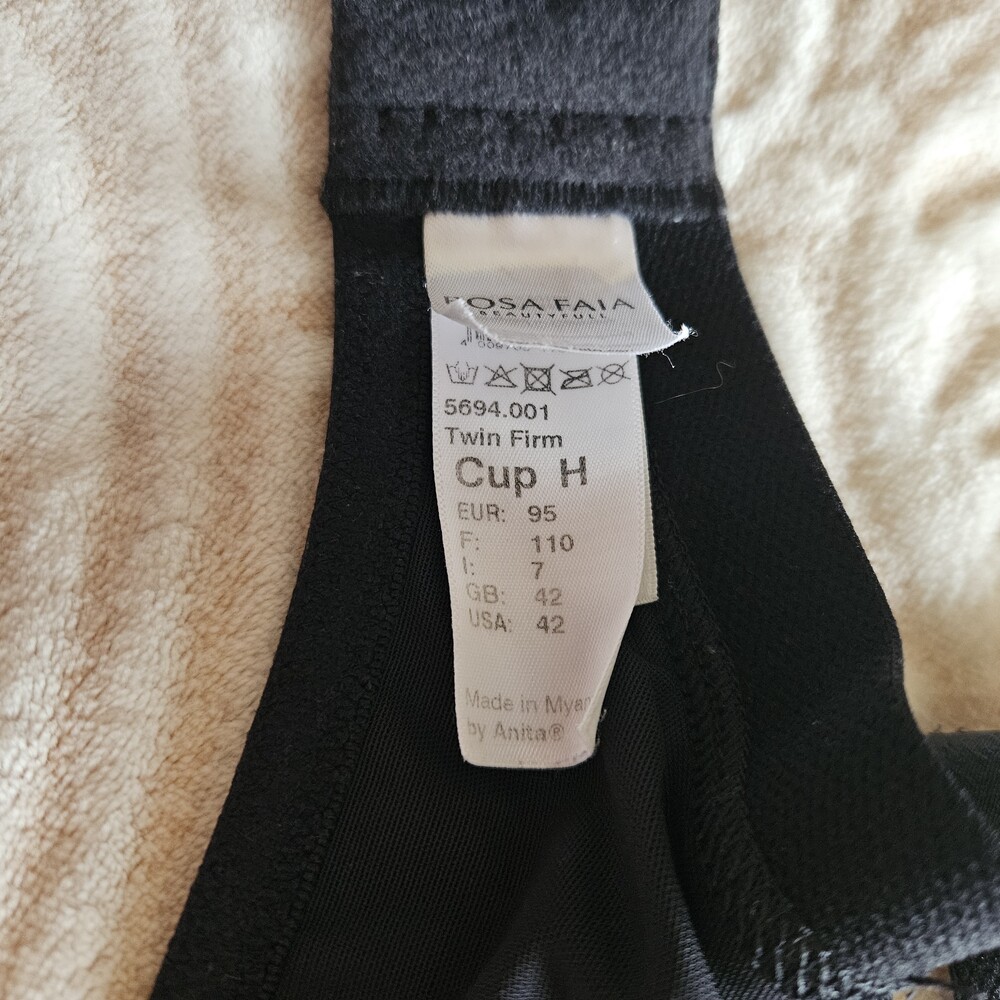 ROSA FAIA
BEAUTYFULL
5694.001
Twin Firm
Cup H
EUR: 95
F: 110
I: 7
GB: 42
USA: 42
Made in Myan
by Anita®